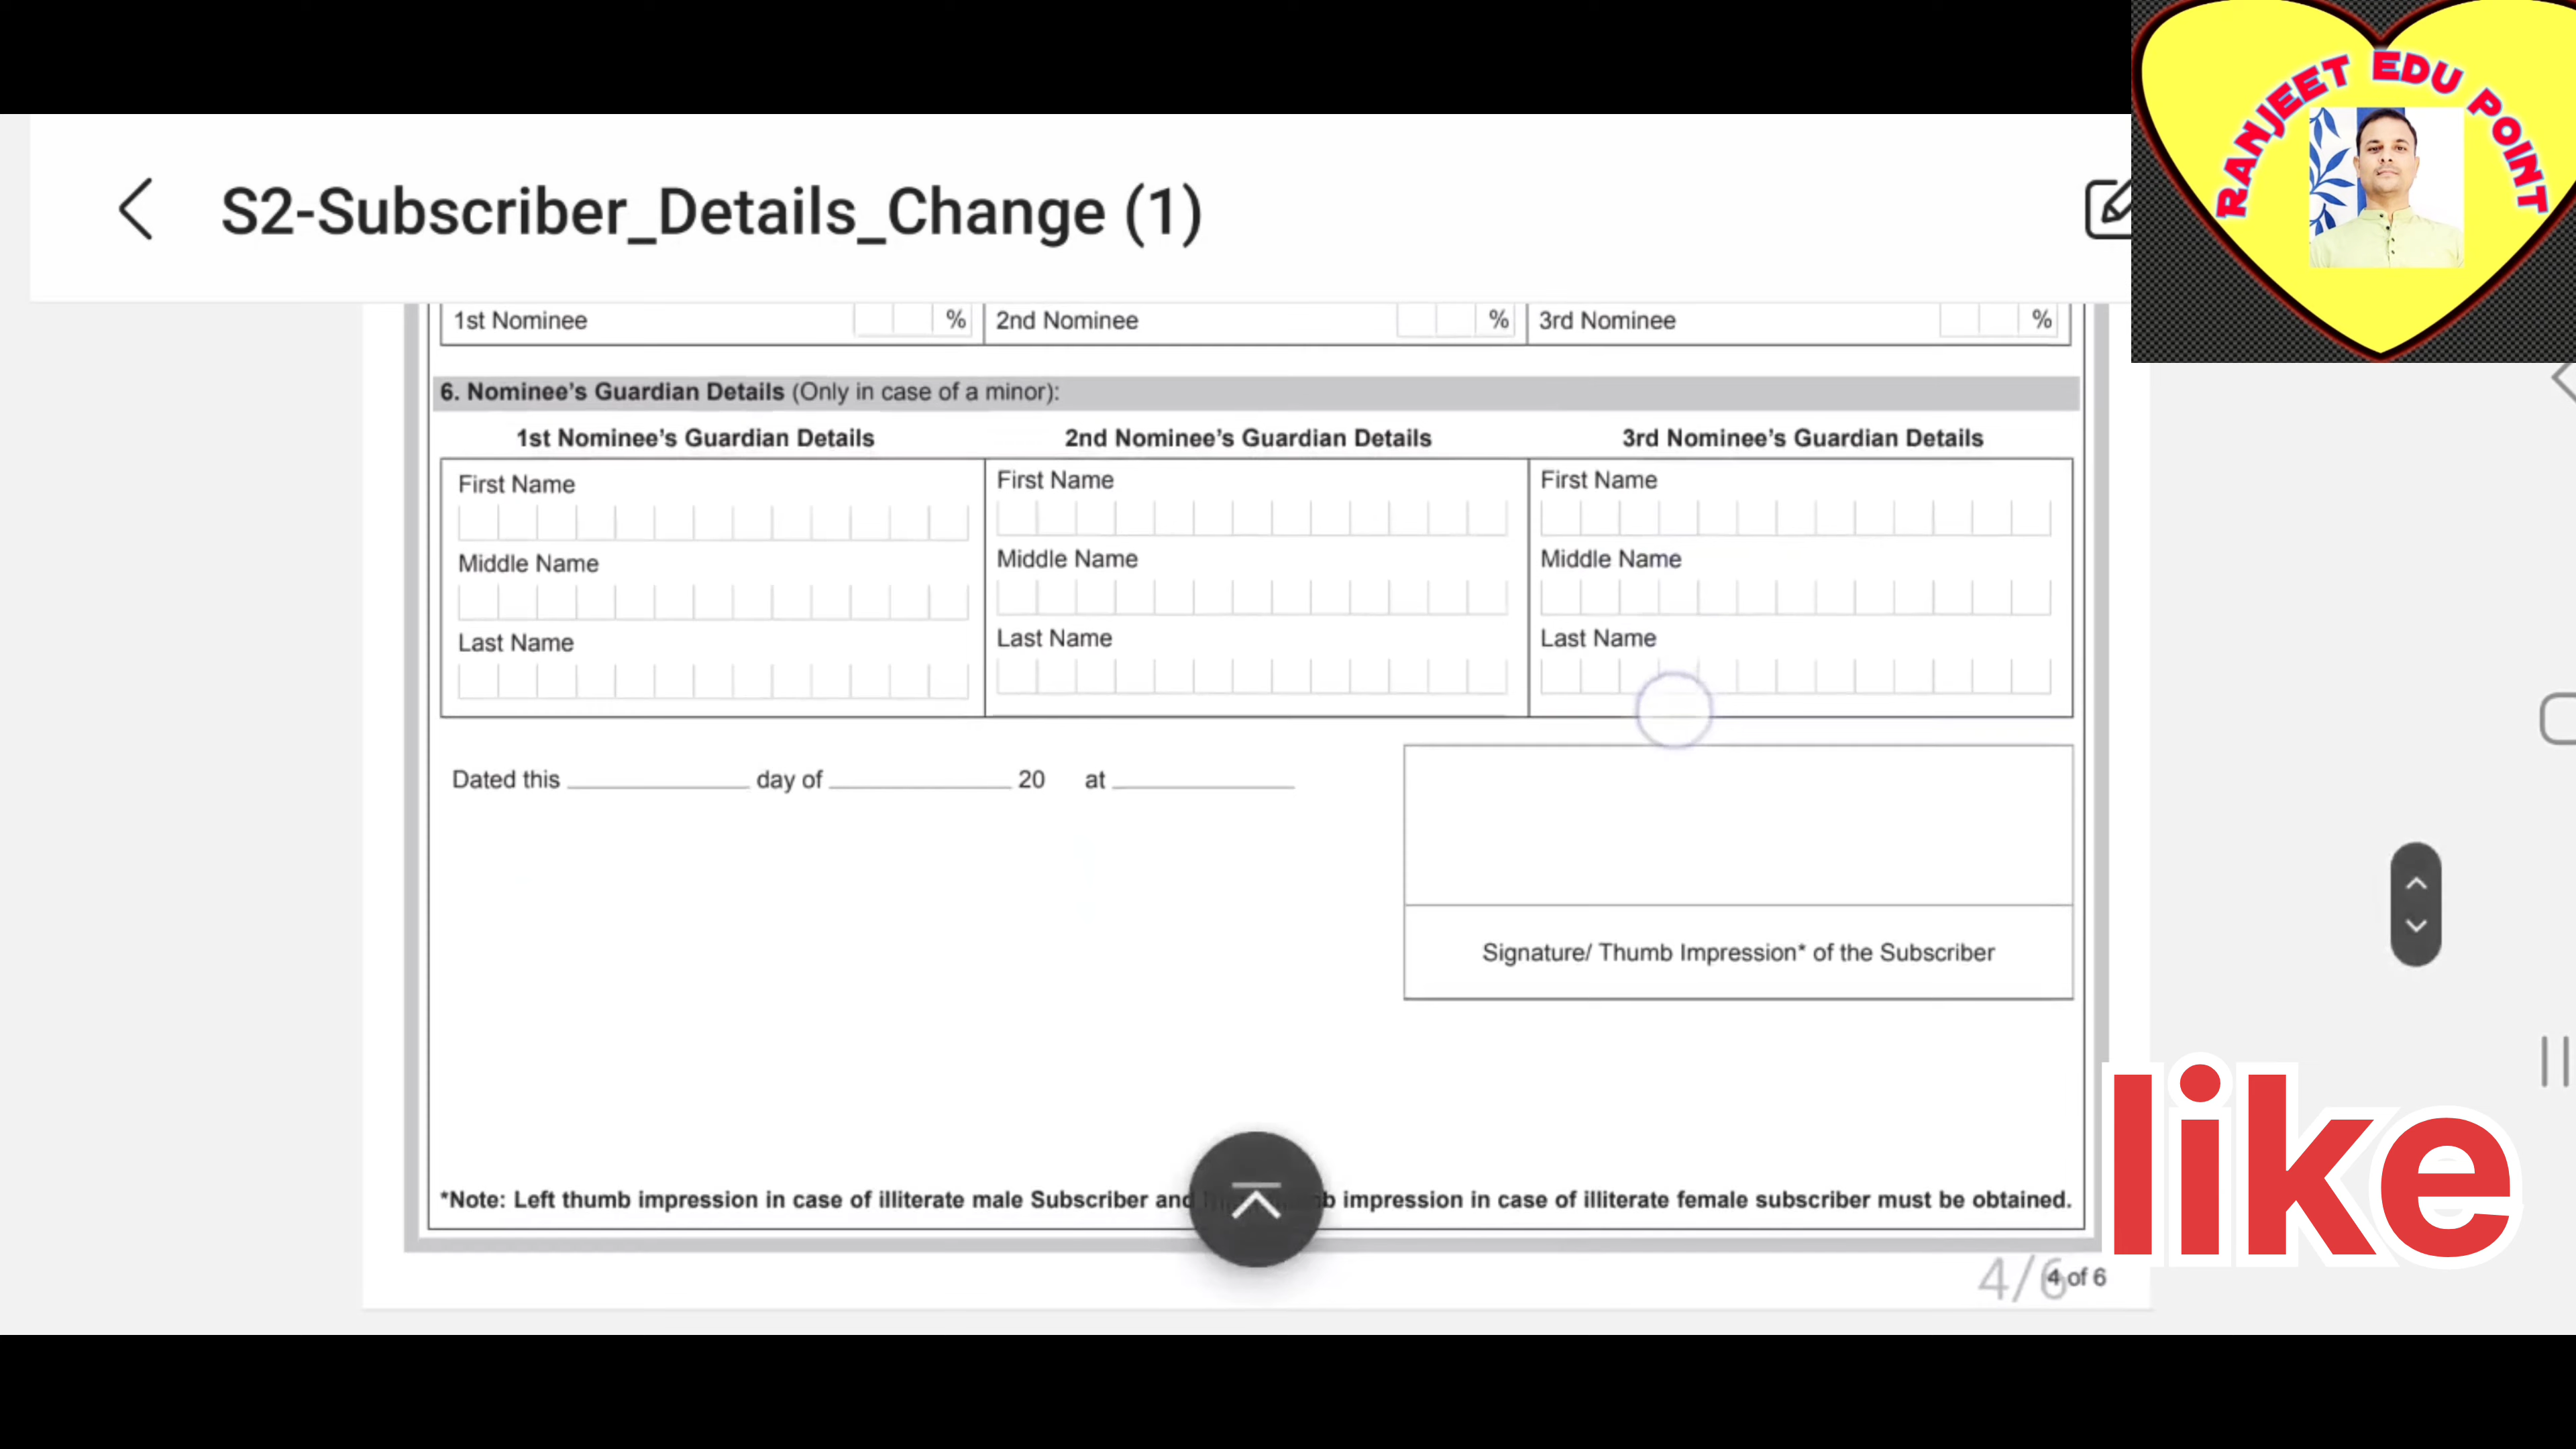 RANJEET EDU POINT
S2-Subscriber_Details_Change (1)
1st Nominee % 2nd Nominee % 3rd Nominee %
6. Nominee's Guardian Details (Only in case of a minor):
1st Nominee's Guardian Details 2nd Nominee's Guardian Details 3rd Nominee's Guardian Details
First Name First Name First Name
Middle Name Middle Name Middle Name
Last Name Last Name Last Name
Dated this day of 20 at
Signature/ Thumb Impression* of the Subscriber
*Note: Left thumb impression in case of illiterate male Subscriber and impression in case of illiterate female subscriber must be obtained.
4/6
4 of 6
like